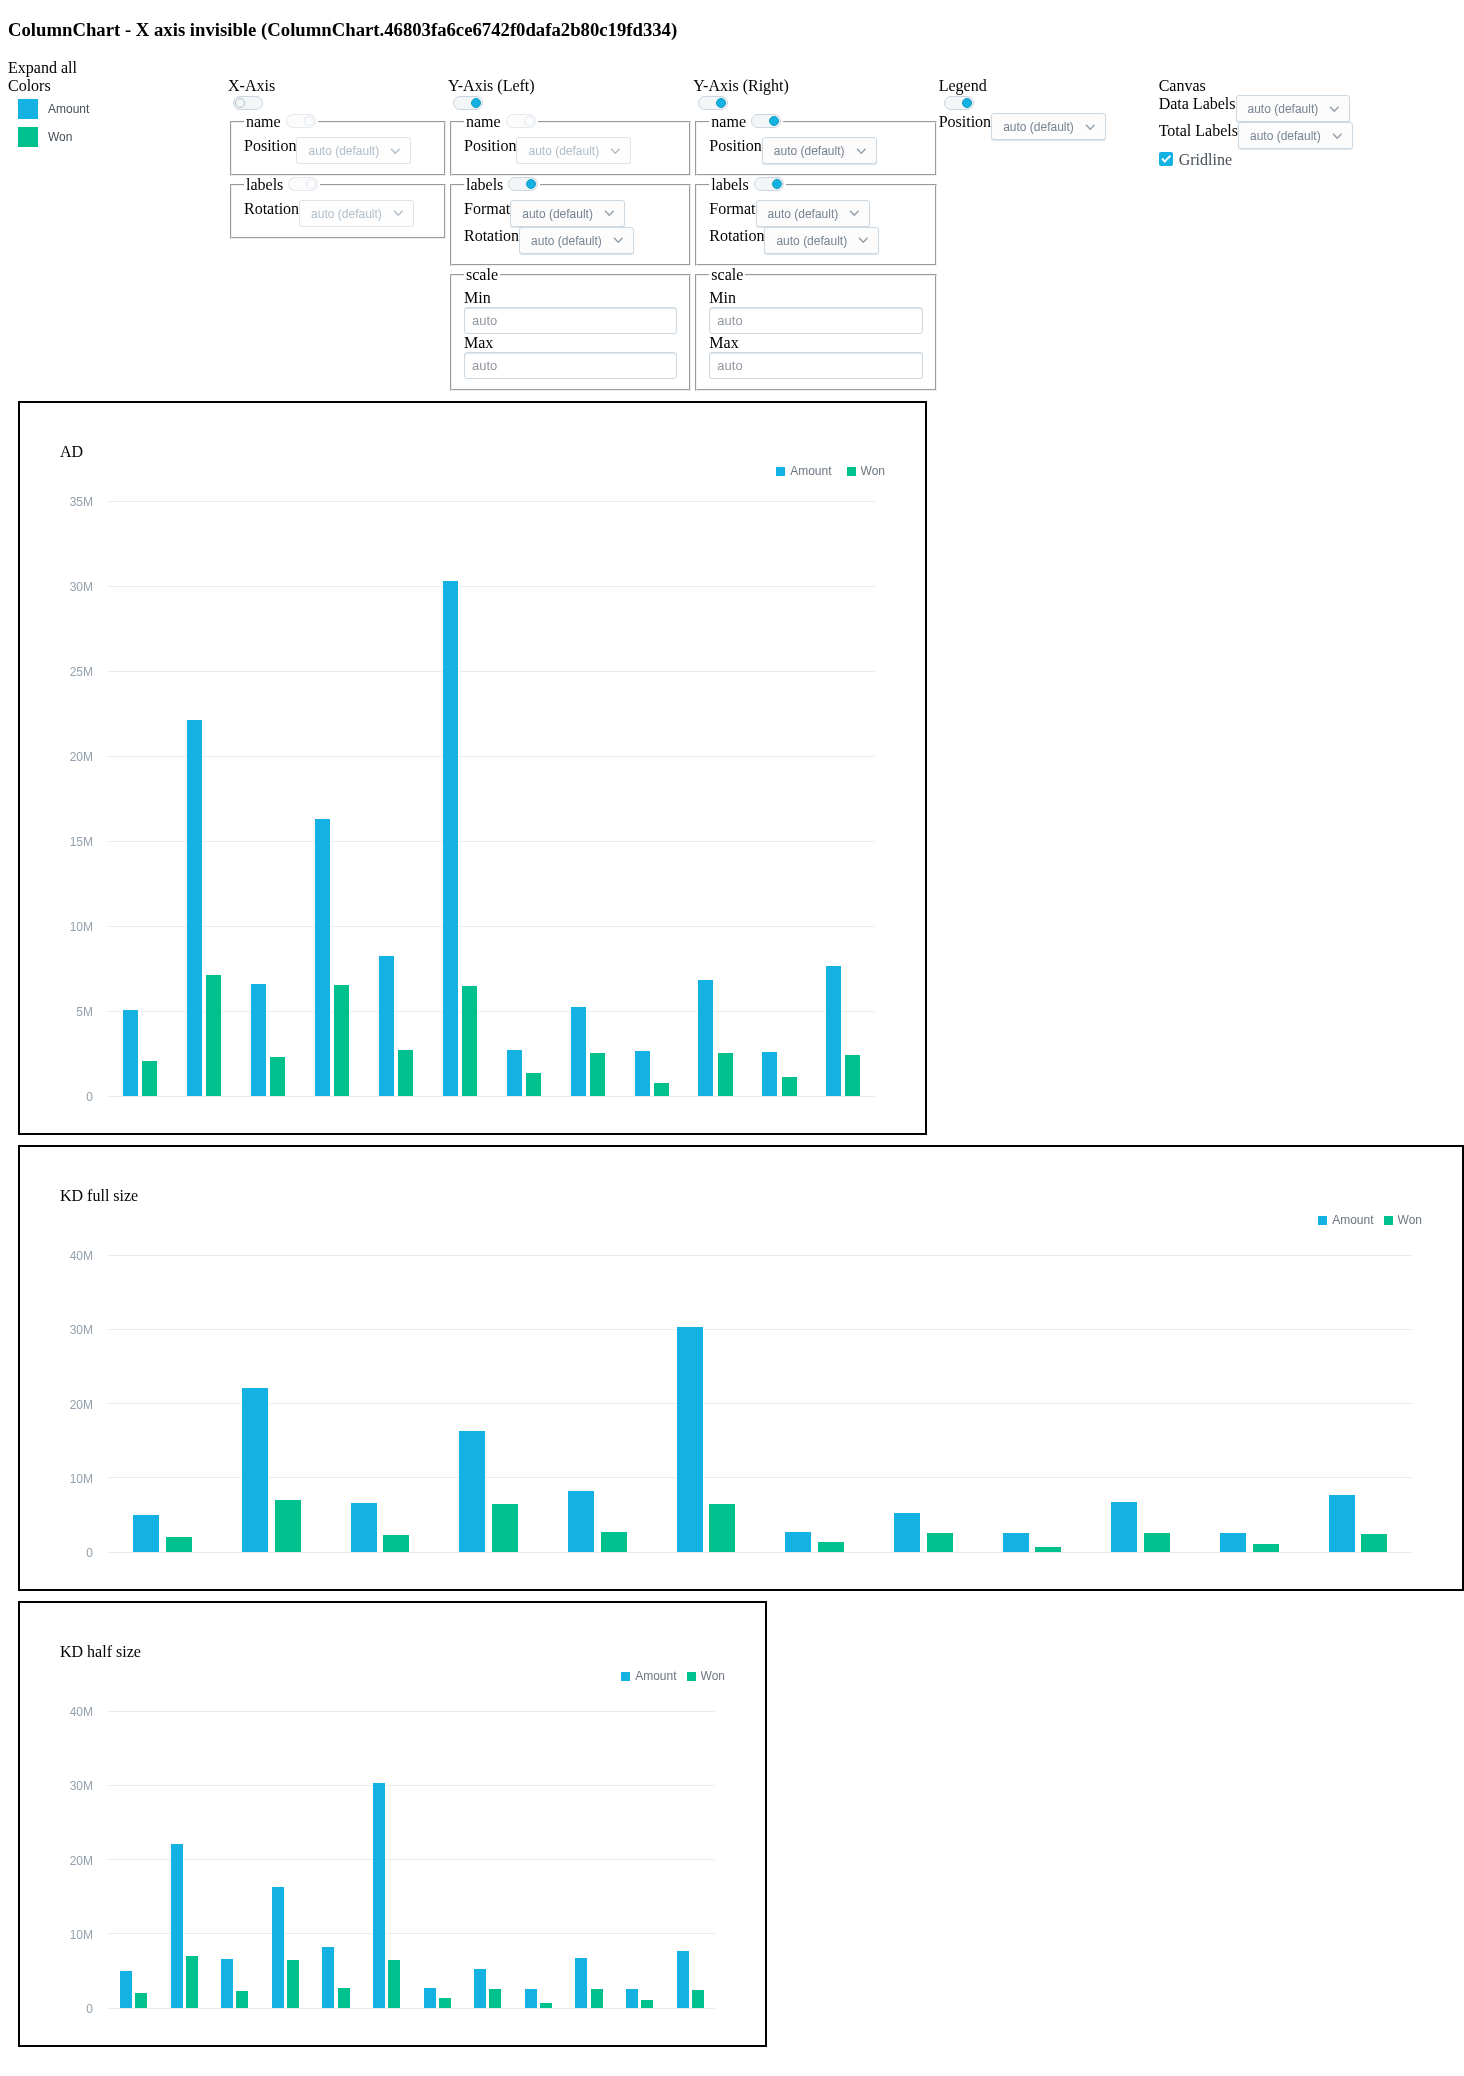 ColumnChart - X axis invisible (ColumnChart.46803fa6ce6742f0dafa2b80c19fd334)
Expand all
Colors
Amount
Won
X-Axis
name
Position auto (default)
labels
Rotation auto (default)
Y-Axis (Left)
name
Position auto (default)
labels
Format auto (default)
Rotation auto (default)
scale
Min
auto
Max
auto
Y-Axis (Right)
name
Position auto (default)
labels
Format auto (default)
Rotation auto (default)
scale
Min
auto
Max
auto
Legend
Position auto (default)
Canvas
Data Labels auto (default)
Total Labels auto (default)
Gridline
AD
Amount Won
35M
30M
25M
20M
15M
10M
5M
0
KD full size
Amount Won
40M
30M
20M
10M
0
KD half size
Amount Won
40M
30M
20M
10M
0